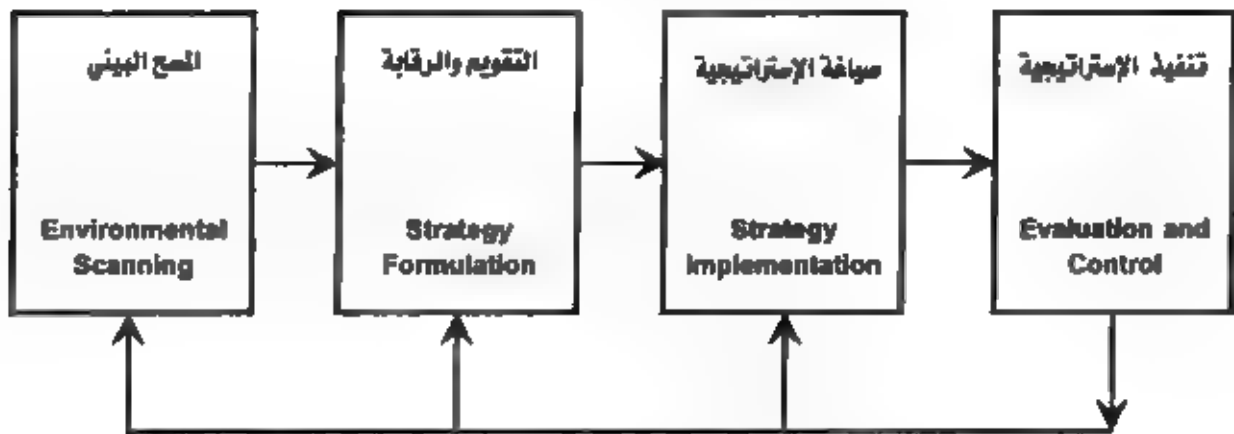 المسح البيئي
Environmental
Scanning
التقويم والرقابة
Strategy
Formulation
صياغة الإستراتيجية
Strategy
Implementation
تنفيذ الإستراتيجية
Evaluation and
Control